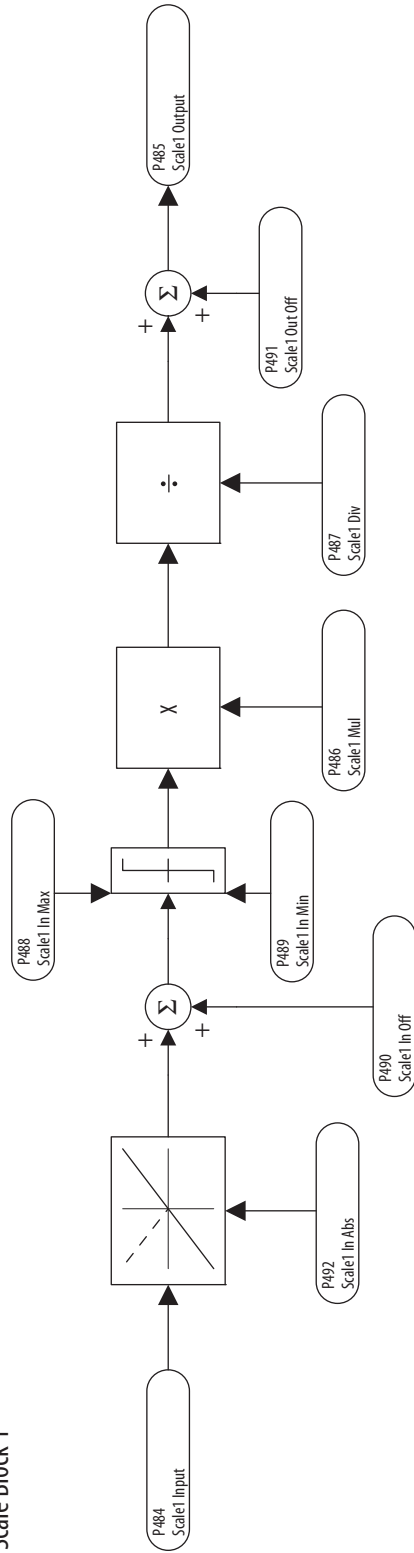 Scale Block 1
P484
Scale1 Input
P492
Scale1 In Abs
+
Σ
+
P490
Scale1 In Off
P488
Scale1 In Max
P489
Scale1 In Min
X
P486
Scale1 Mul
÷
P487
Scale1 Div
+
Σ
+
P491
Scale1 Out Off
P485
Scale1 Output